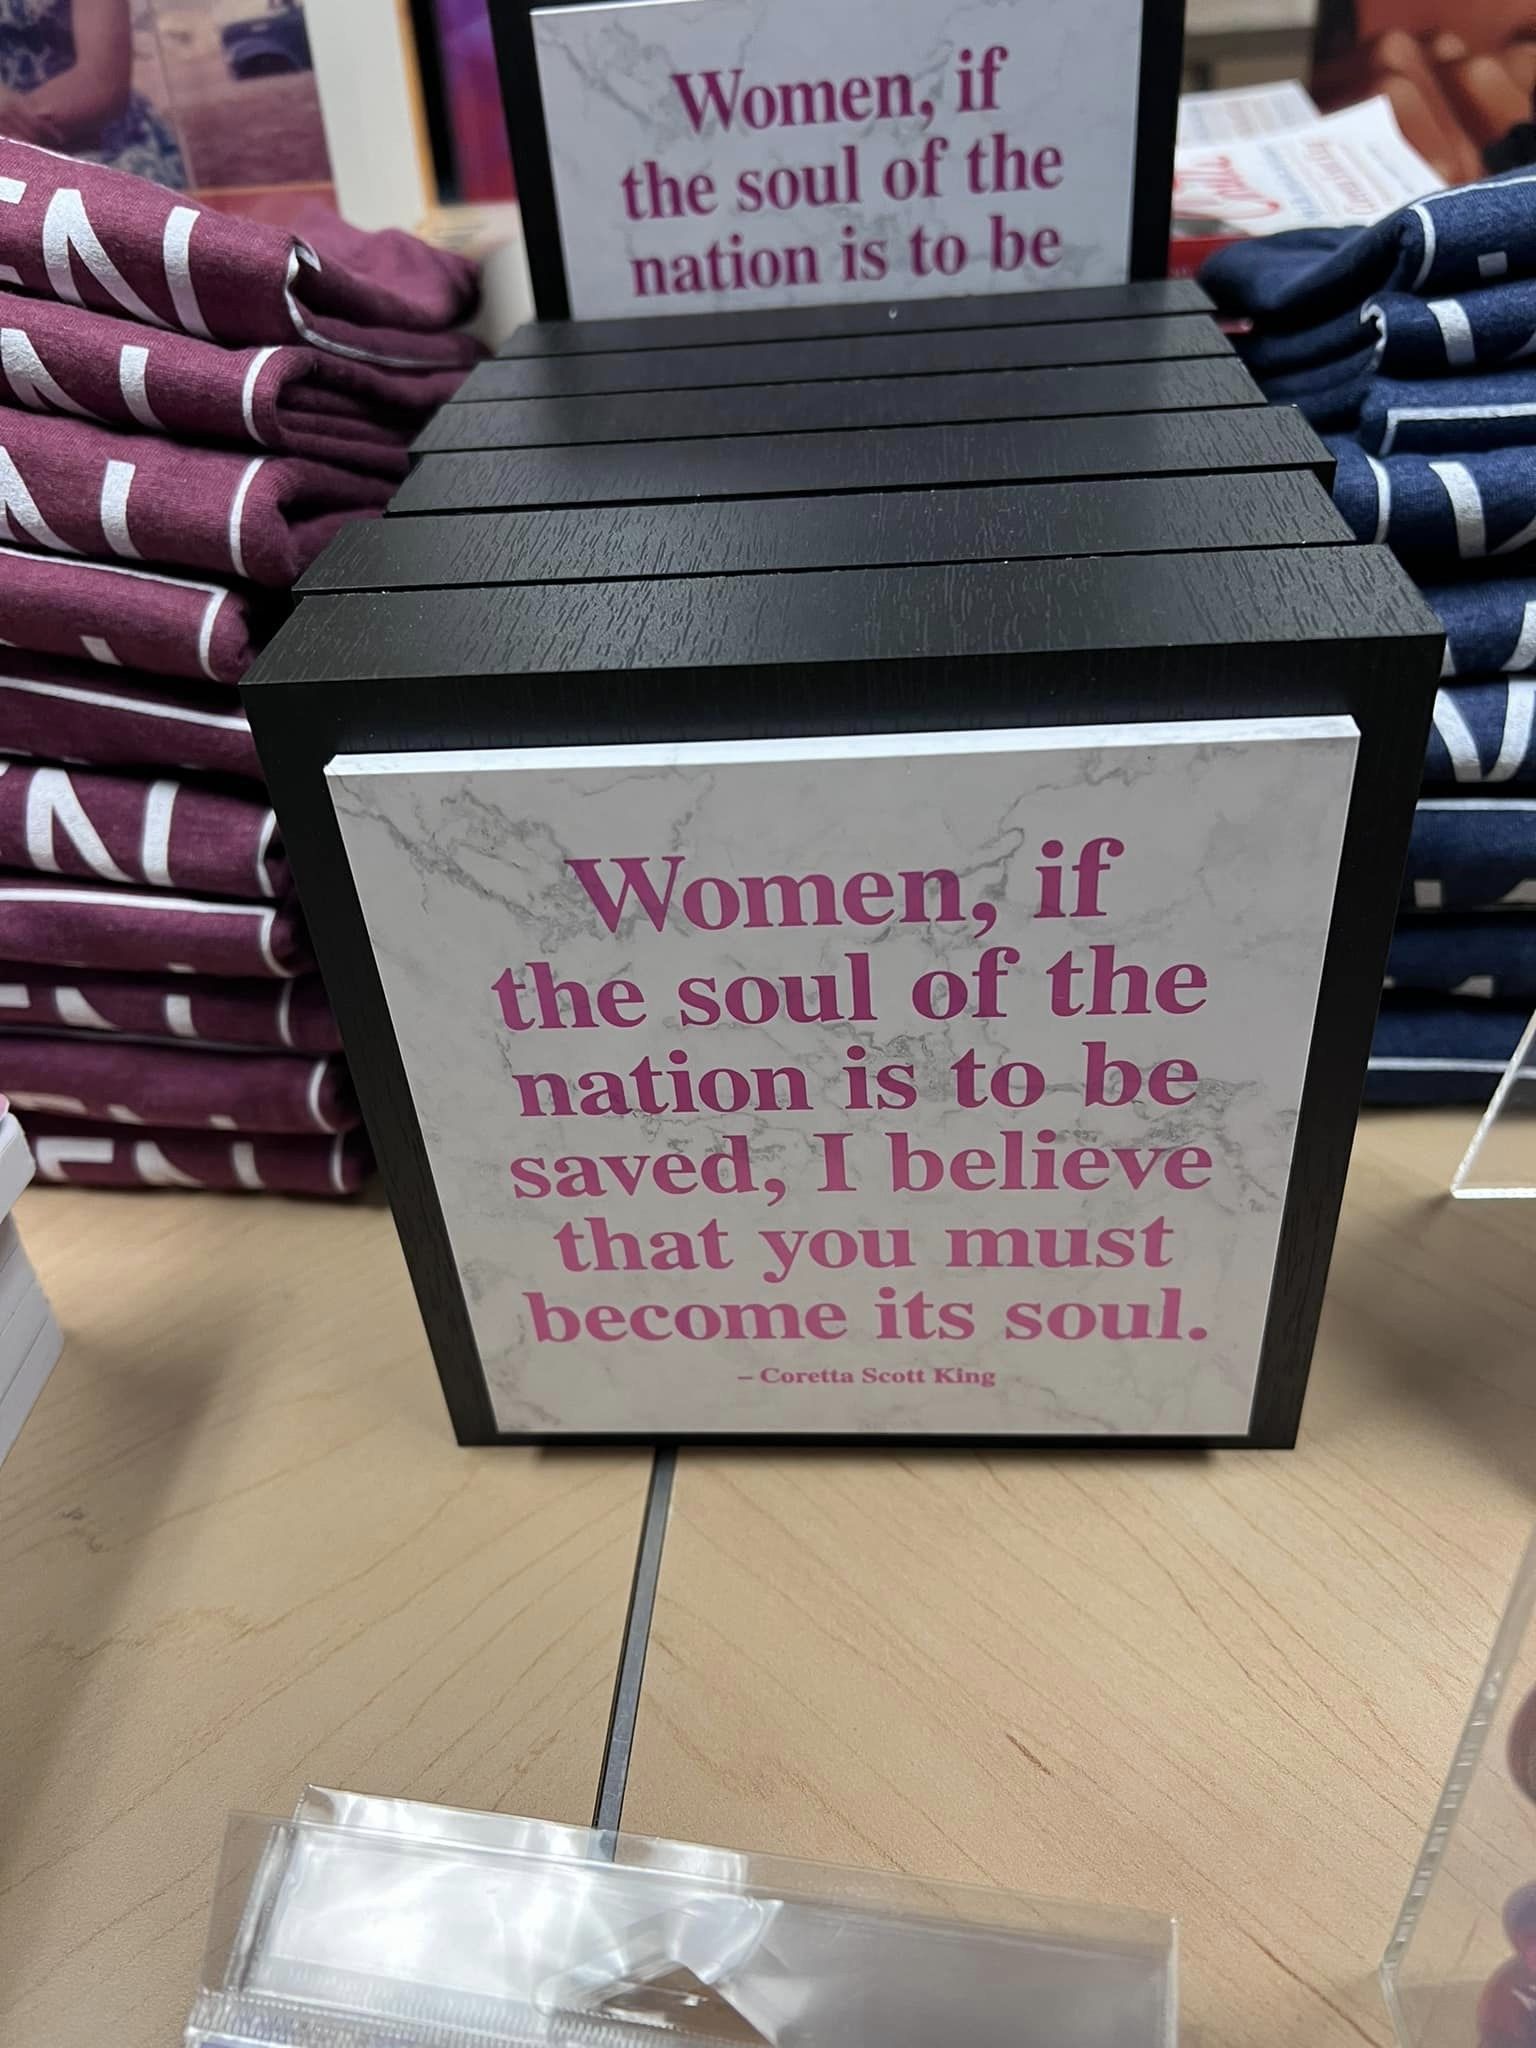 Women, if
the soul of the
nation is to be
Women, if
the soul of the
nation is to be
saved, I believe
that you must
become its soul.
– Coretta Scott King